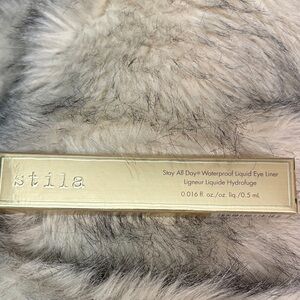 stila
Stay All Day® Waterproof Liquid Eye Liner
Ligneur Liquide Hydrofuge
0.016 fl. oz./oz. liq./0.5 mL